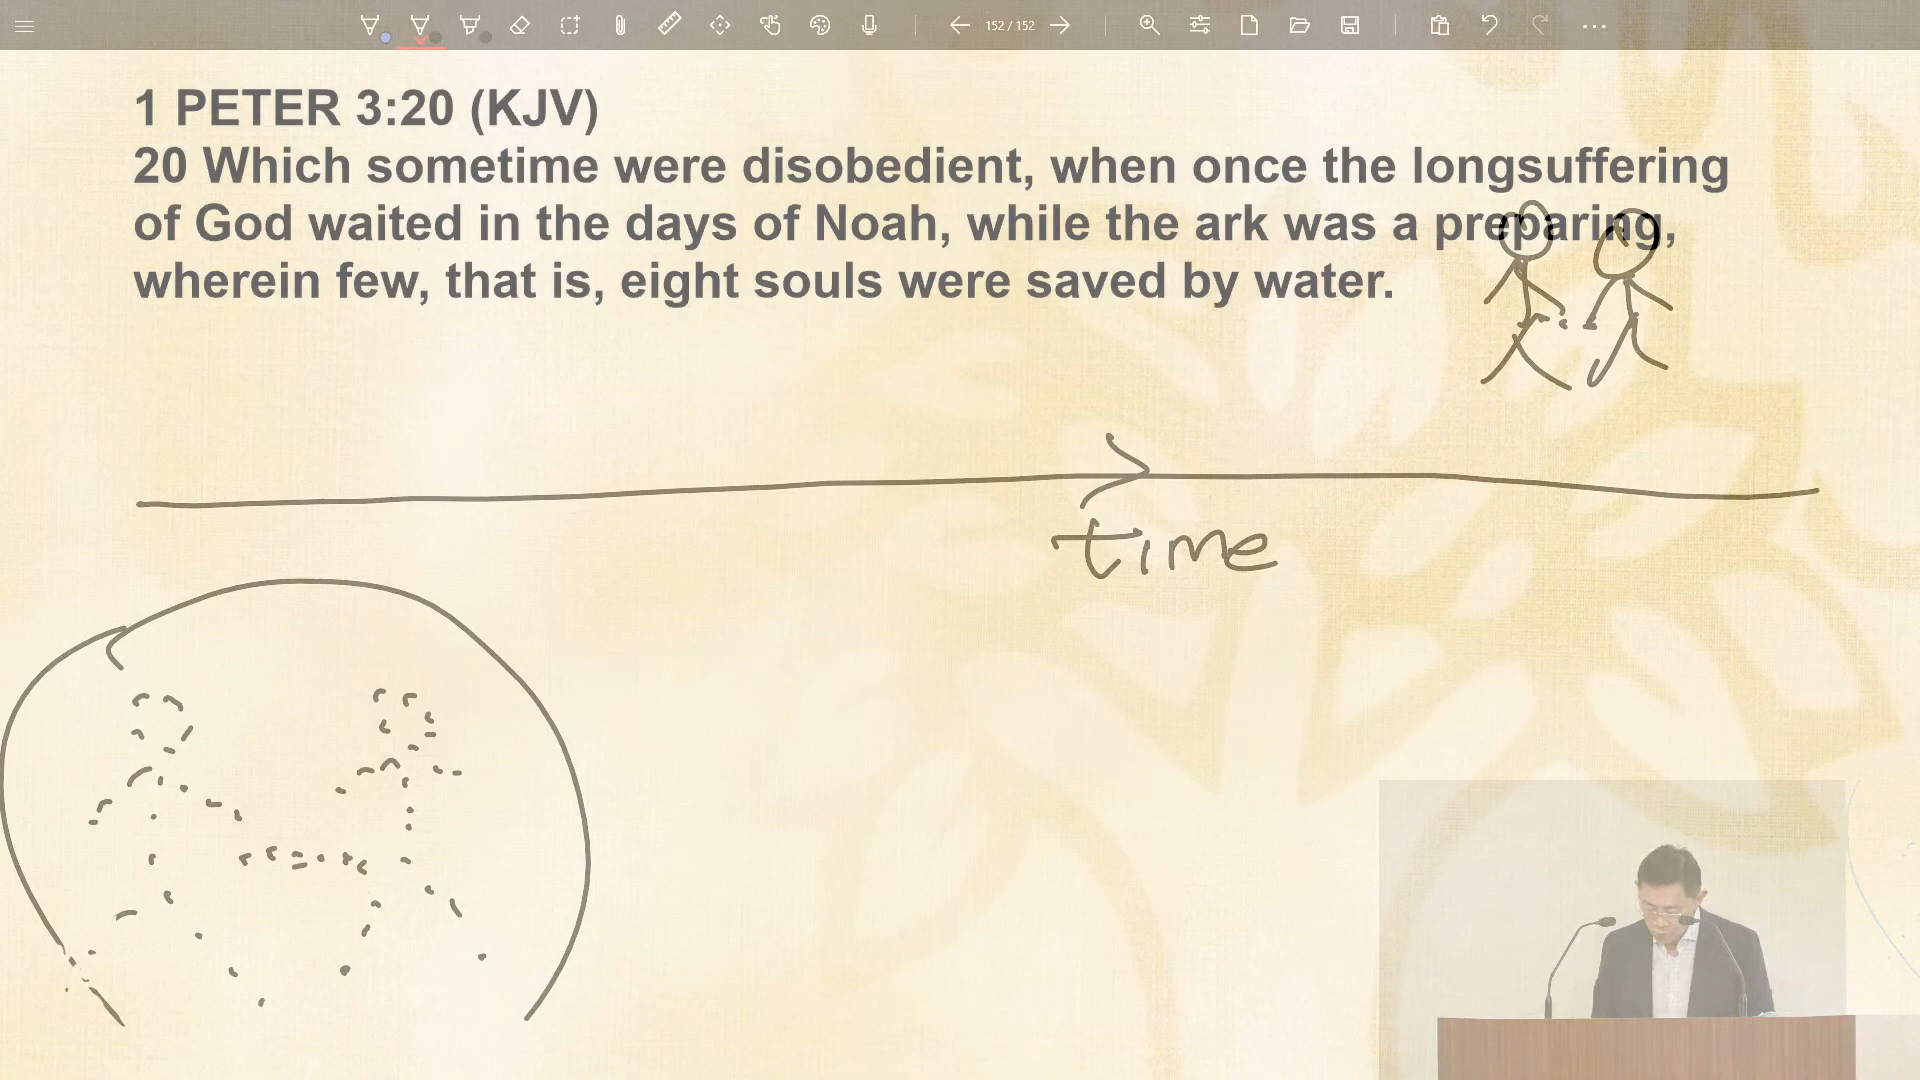 152 / 152
1 PETER 3:20 (KJV)
20 Which sometime were disobedient, when once the longsuffering
of God waited in the days of Noah, while the ark was a preparing,
wherein few, that is, eight souls were saved by water.
time